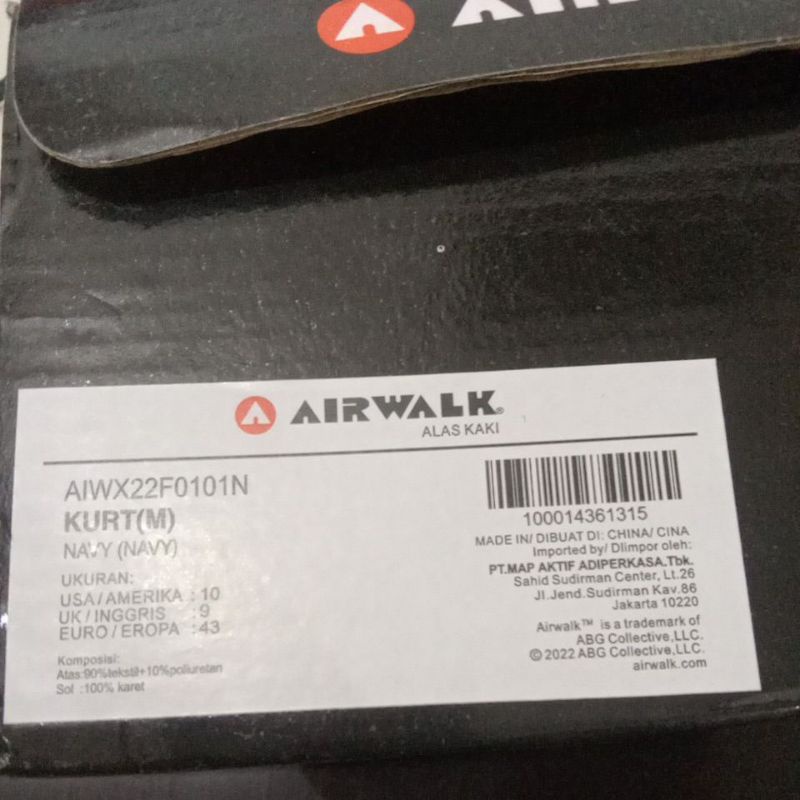 AIRWALK®
ALAS KAKI
AIWX22F0101N
KURT(M)
NAVY (NAVY)
UKURAN:
USA/AMERIKA : 10
UK/INGGRIS : 9
EURO/EROPA : 43
Komposisi:
Atas:90%tekstil+10%poliuretan
Sol :100% karet
100014361315
MADE IN/ DIBUAT DI: CHINA/ CINA
Imported by/ DIimpor oleh:
PT.MAP AKTIF ADIPERKASA.Tbk.
Sahid Sudirman Center, Lt.26
Jl.Jend.Sudirman Kav.86
Jakarta 10220
Airwalk™ is a trademark of
ABG Collective,LLC.
© 2022 ABG Collective,LLC.
airwalk.com